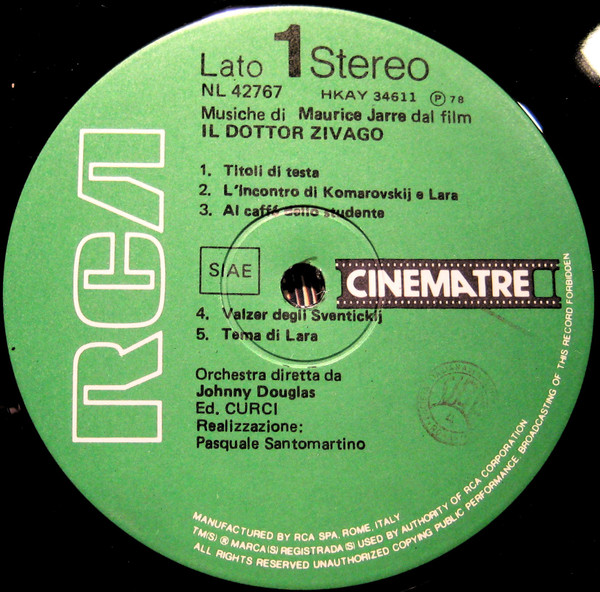 Lato 1 Stereo
NL 42767 HKAY 34611 Ⓟ 78
Musiche di Maurice Jarre dal film
IL DOTTOR ZIVAGO
1. Titoli di testa
2. L'Incontro di Komarovskij e Lara
3. Al caffé dello studente
SIAE
CINEMATRE
4. Valzer degli Sventickij
5. Tema di Lara
Orchestra diretta da
Johnny Douglas
Ed. CURCI
Realizzazione:
Pasquale Santomartino
RCA
MANUFACTURED BY RCA SPA, ROME, ITALY
TM(S) ® MARCA(S) REGISTRADA(S) USED BY AUTHORITY OF RCA CORPORATION
ALL RIGHTS RESERVED UNAUTHORIZED COPYING PUBLIC PERFORMANCE BROADCASTING OF THIS RECORD FORBIDDEN